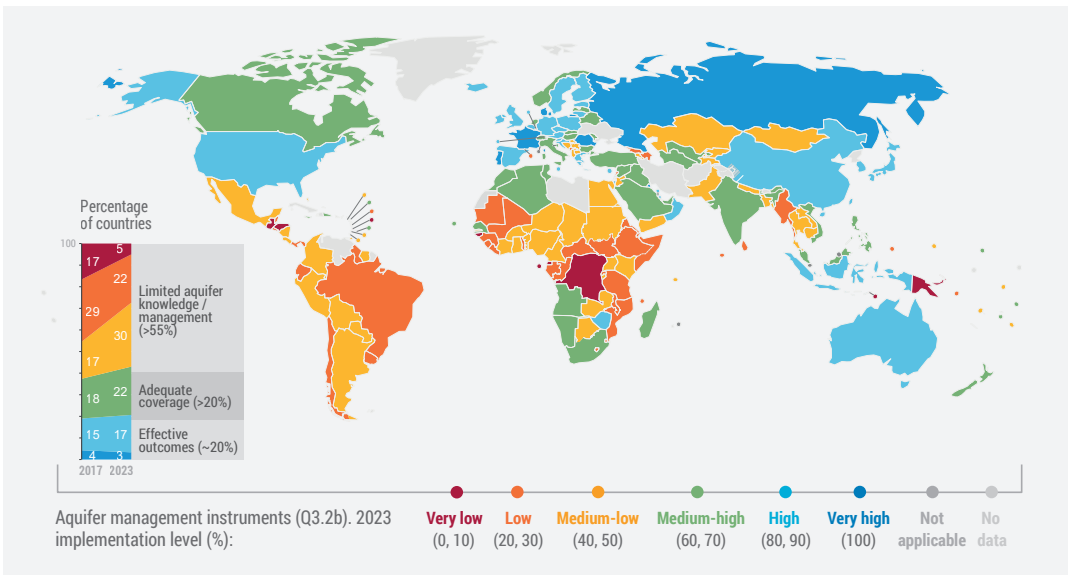 Percentage
of countries
100
5
17
22
29
30
17
22
18
15
17
4
3
2017 2023
Limited aquifer
knowledge /
management
(>55%)
Adequate
coverage (>20%)
Effective
outcomes (~20%)
Aquifer management instruments (Q3.2b). 2023
implementation level (%):
Very low
(0, 10)
Low
(20, 30)
Medium-low
(40, 50)
Medium-high
(60, 70)
High
(80, 90)
Very high
(100)
Not
applicable
No
data